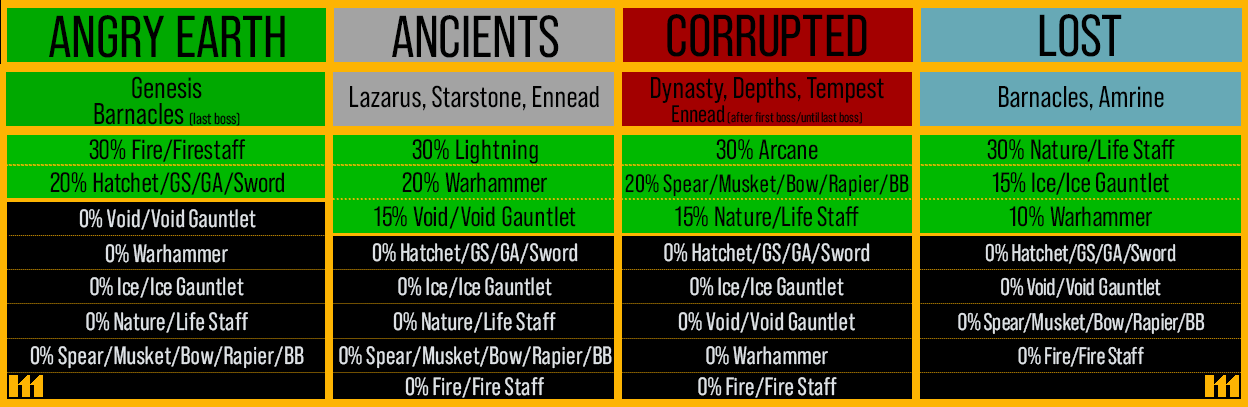 ANGRY EARTH
Genesis
Barnacles (last boss)
30% Fire/Firestaff
20% Hatchet/GS/GA/Sword
0% Void/Void Gauntlet
0% Warhammer
0% Ice/Ice Gauntlet
0% Nature/Life Staff
0% Spear/Musket/Bow/Rapier/BB
ANCIENTS
Lazarus, Starstone, Ennead
30% Lightning
20% Warhammer
15% Void/Void Gauntlet
0% Hatchet/GS/GA/Sword
0% Ice/Ice Gauntlet
0% Nature/Life Staff
0% Spear/Musket/Bow/Rapier/BB
0% Fire/Fire Staff
CORRUPTED
Dynasty, Depths, Tempest
Ennead (after first boss/until last boss)
30% Arcane
20% Spear/Musket/Bow/Rapier/BB
15% Nature/Life Staff
0% Hatchet/GS/GA/Sword
0% Ice/Ice Gauntlet
0% Void/Void Gauntlet
0% Warhammer
0% Fire/Fire Staff
LOST
Barnacles, Amrine
30% Nature/Life Staff
15% Ice/Ice Gauntlet
10% Warhammer
0% Hatchet/GS/GA/Sword
0% Void/Void Gauntlet
0% Spear/Musket/Bow/Rapier/BB
0% Fire/Fire Staff